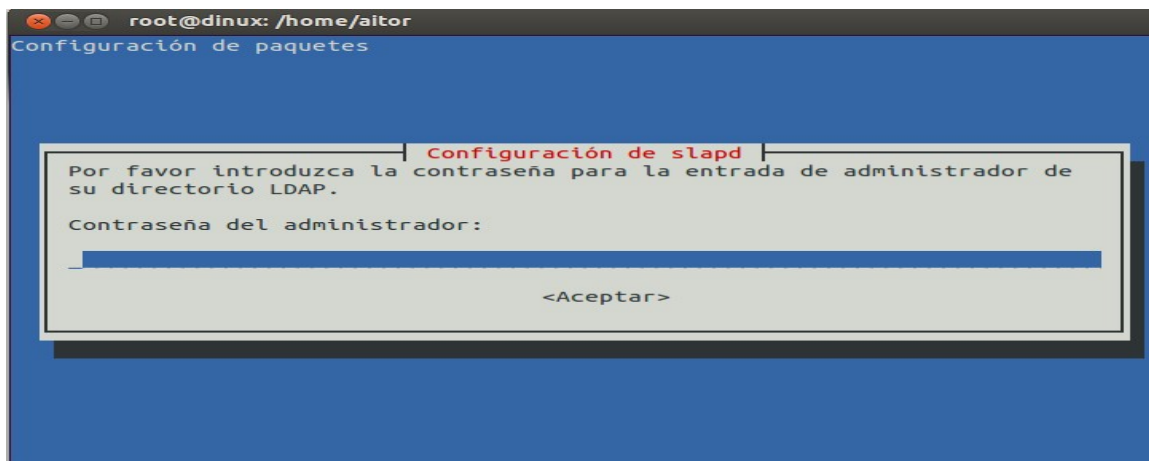 root@dinux: /home/aitor
Configuración de paquetes
Configuración de slapd
Por favor introduzca la contraseña para la entrada de administrador de
su directorio LDAP.
Contraseña del administrador:
<Aceptar>